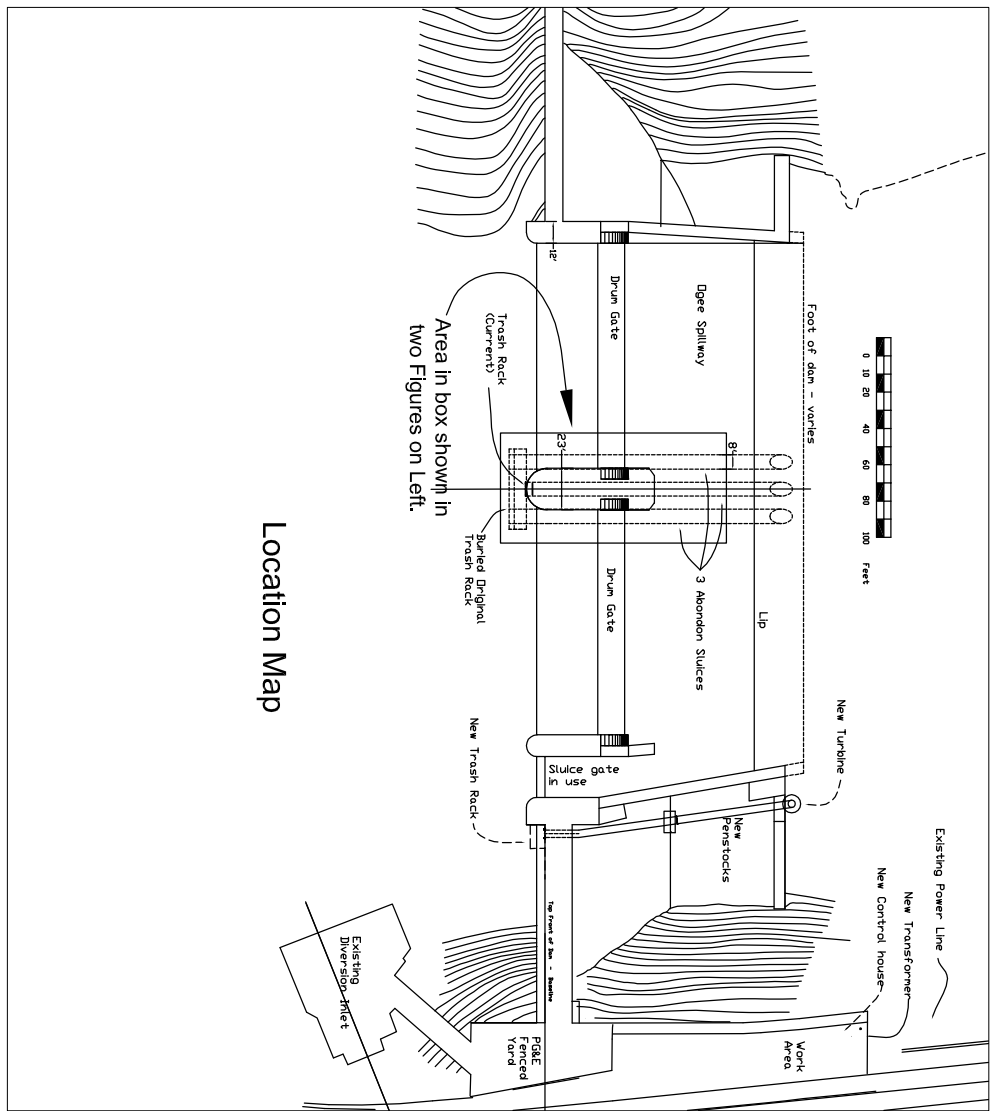 Foot of dam - varies
0 10 20 40 60 80 100 Feet
Ogee Spillway
Drum Gate
12'
Trash Rack
(Current)
Area in box shown in
two Figures on Left.
23'
8'
Buried Original
Trash Rack
Drum Gate
3 Abondon Sluices
Lip
Location Map
New Trash Rack
Sluice gate
in use
New Turbine
New
Penstocks
Existing Power Line
New Transformer
New Control house
Top Front of Dam - Baseline
Existing
Diversion Inlet
PG&E
Fenced
Yard
Work
Area